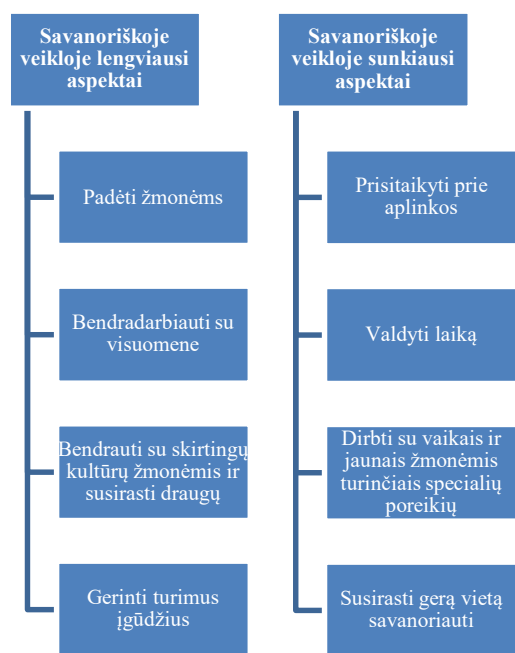 Savanoriškoje
veikloje lengviausi
aspektai
Padėti žmonėms
Bendradarbiauti su
visuomene
Bendrauti su skirtingų
kultūrų žmonėmis ir
susirasti draugų
Gerinti turimus
įgūdžius
Savanoriškoje
veikloje sunkiausi
aspektai
Prisitaikyti prie
aplinkos
Valdyti laiką
Dirbti su vaikais ir
jaunais žmonėmis
turinčiais specialių
poreikių
Susirasti gerą vietą
savanoriauti